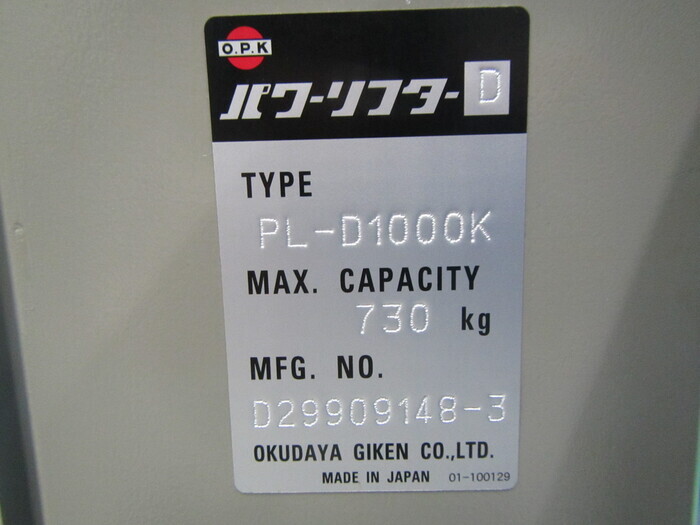 O.P.K
パワーリフターD
TYPE
PL-D1000K
MAX. CAPACITY
730 kg
MFG. NO.
D29909148-3
OKUDAYA GIKEN CO.,LTD.
MADE IN JAPAN 01-100129